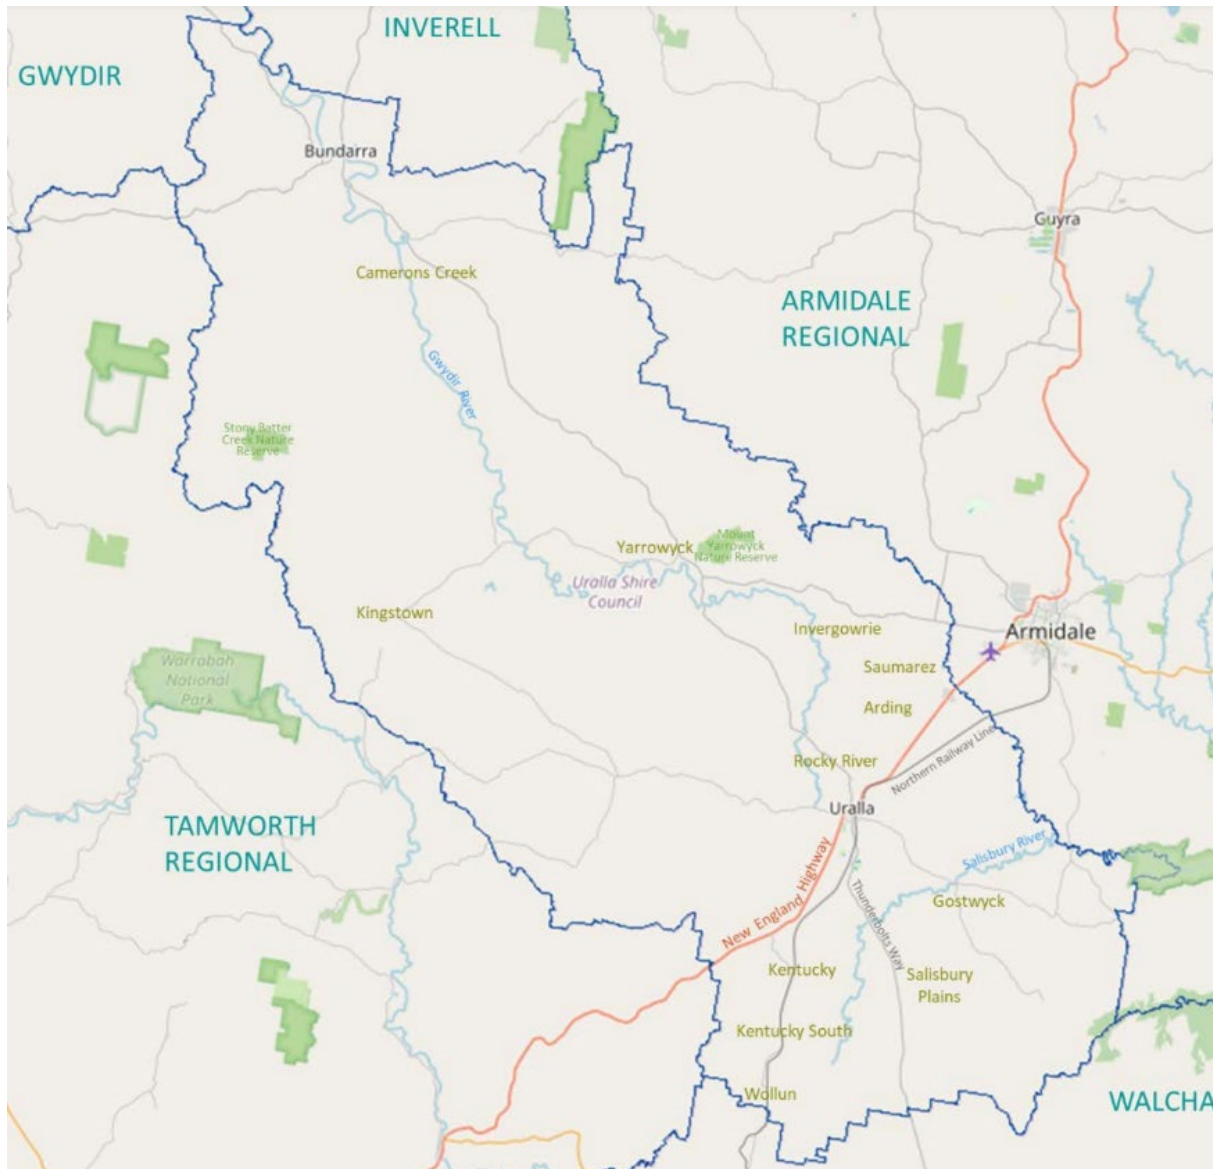 INVERELL
GWYDIR
Bundarra
Guyra
Camerons Creek
ARMIDALE
REGIONAL
Gwydir River
Stony Batter
Creek Nature
Reserve
Yarrowyck
Mount
Yarrowyck
Nature Reserve
Uralla Shire
Council
Kingstown
Invergowrie
Armidale
Saumarez
Warrabah
National
Park
Arding
Northern Railway Line
Rocky River
Uralla
TAMWORTH
REGIONAL
Salisbury River
New England Highway
Thunderbolts Way
Gostwyck
Kentucky
Salisbury
Plains
Kentucky South
Wollun
WALCHA